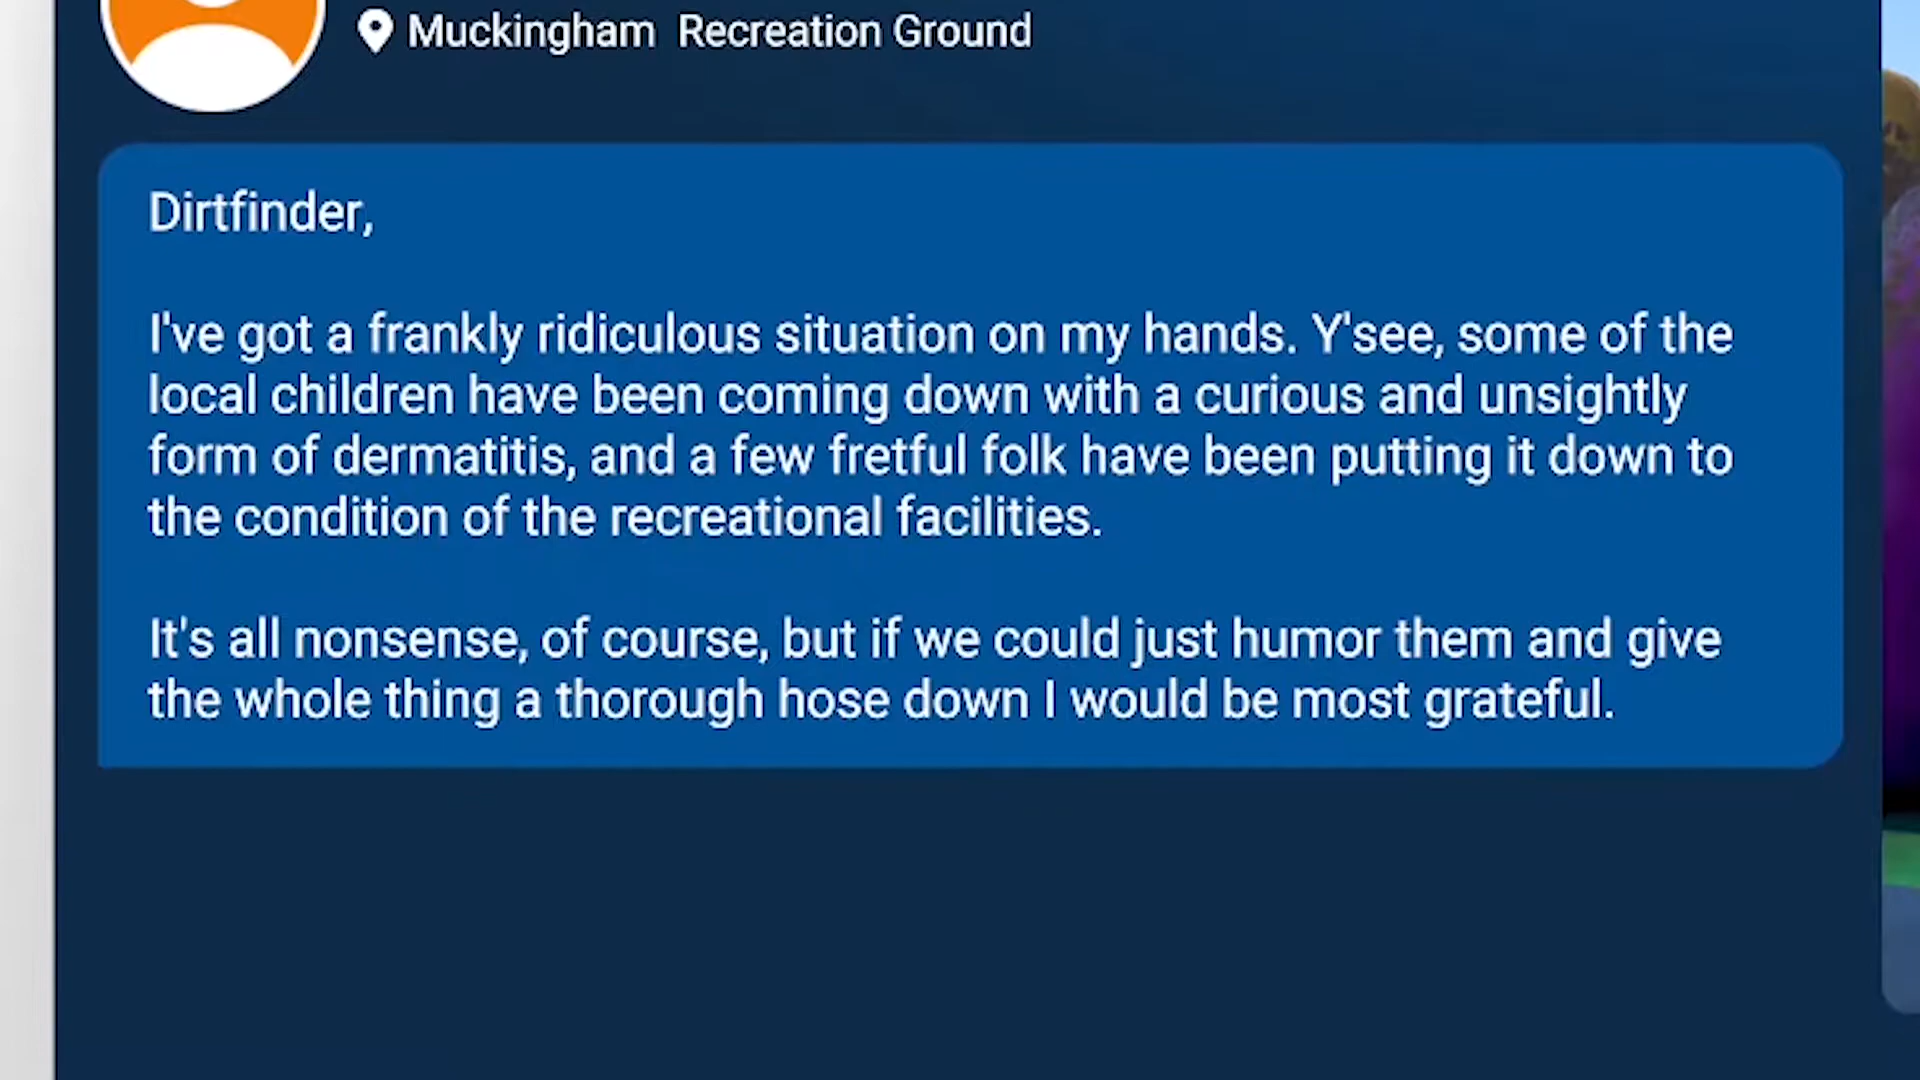 Muckingham Recreation Ground
Dirtfinder,
I've got a frankly ridiculous situation on my hands. Y'see, some of the
local children have been coming down with a curious and unsightly
form of dermatitis, and a few fretful folk have been putting it down to
the condition of the recreational facilities.
It's all nonsense, of course, but if we could just humor them and give
the whole thing a thorough hose down I would be most grateful.